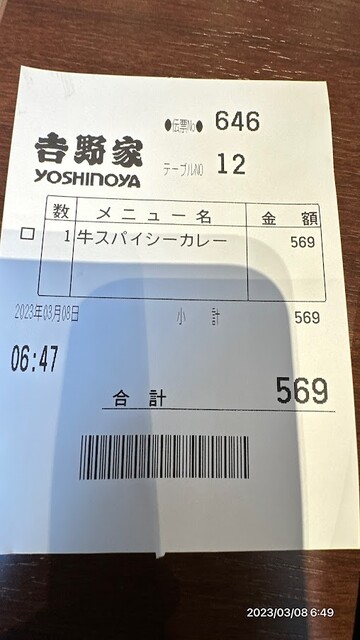 ●伝票No● 646
吉野家
YOSHINOYA
テーブルNO 12
数 メニュー名 金額
1 牛スパイシーカレー 569
2023年03月08日 小計 569
06:47
合計 569
2023/03/08 6:49